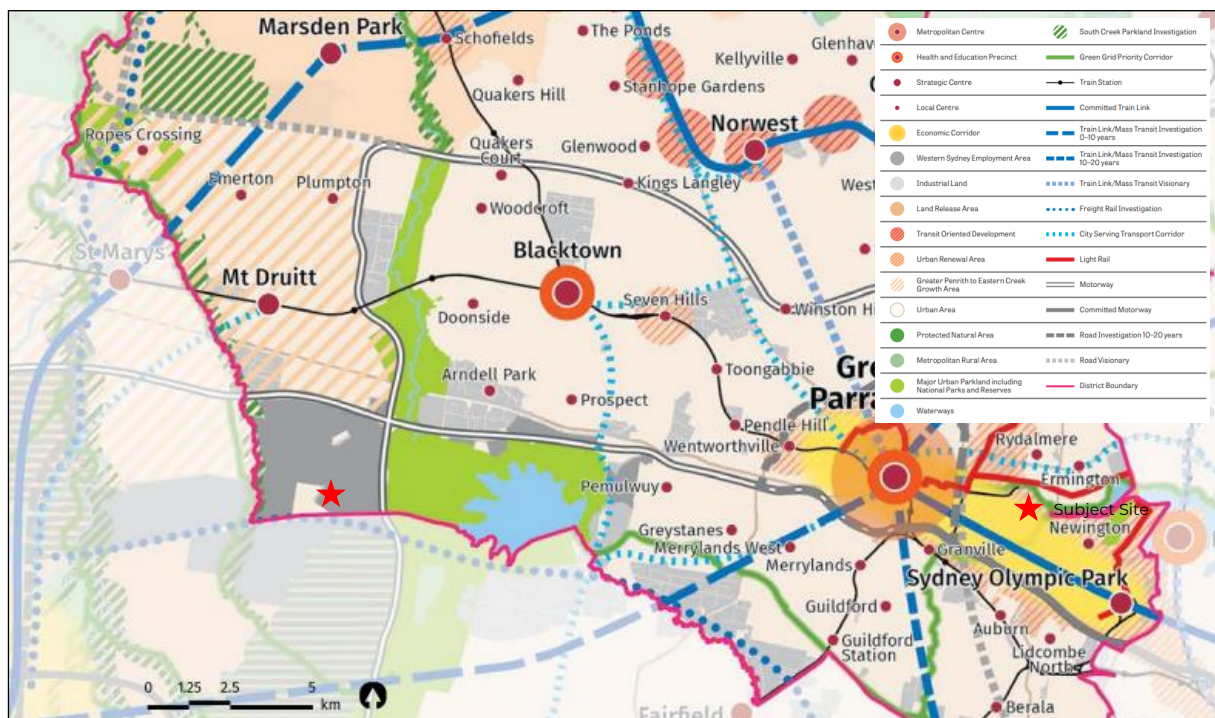 Marsden Park
Schofields
The Ponds
Kellyville
Quakers Hill
Stanhope Gardens
Norwest
Ropes Crossing
Quakers
Court
Glenwood
Kings Langley
Emerton
Plumpton
Woodcroft
St Marys
Blacktown
Mt Druitt
Doonside
Seven Hills
Toongabbie
Arndell Park
Prospect
Pendle Hill
Wentworthville
Pemulwuy
Greystanes
Merrylands West
Merrylands
Granville
Guildford
Guildford
Station
Rydalmere
Ermington
Subject Site
Newington
Sydney Olympic Park
Auburn
Lidcombe
North
Berala
Fairfield
0 1.25 2.5 5
km
Metropolitan Centre
Health and Education Precinct
Strategic Centre
Local Centre
Economic Corridor
Western Sydney Employment Area
Industrial Land
Land Release Area
Transit Oriented Development
Urban Renewal Area
Greater Penrith to Eastern Creek
Growth Area
Urban Area
Protected Natural Area
Metropolitan Rural Area
Major Urban Parkland including
National Parks and Reserves
Waterways
South Creek Parkland Investigation
Green Grid Priority Corridor
Train Station
Committed Train Link
Train Link/Mass Transit Investigation
0–10 years
Train Link/Mass Transit Investigation
10–20 years
Train Link/Mass Transit Visionary
Freight Rail Investigation
City Serving Transport Corridor
Light Rail
Motorway
Committed Motorway
Road Investigation 10–20 years
Road Visionary
District Boundary